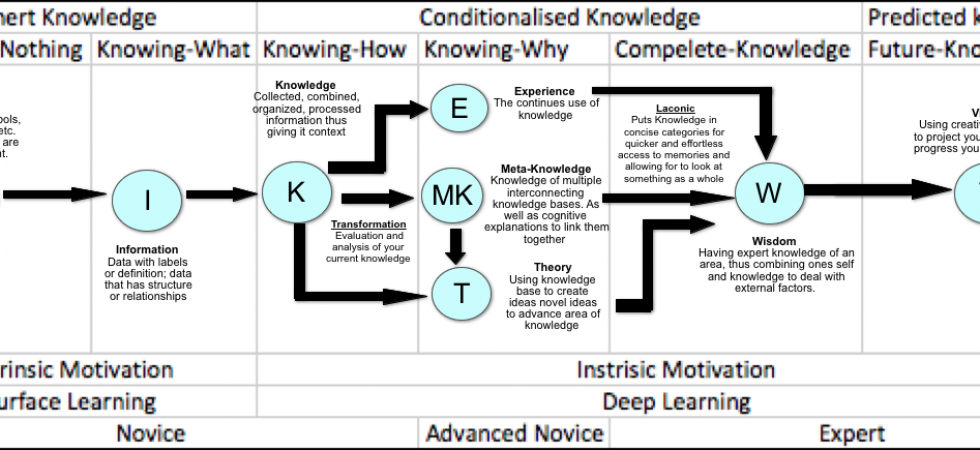 nert Knowledge
Conditionalised Knowledge
Predicted k
Nothing
Knowing-What
Knowing-How
Knowing-Why
Compelete-Knowledge
Future-Kno
ools,
etc.
are
t.
I
Information
Data with labels
or definition; data
that has structure
or relationships
Knowledge
Collected, combined,
organized, processed
information thus
giving it context
K
Transformation
Evaluation and
analysis of your
current knowledge
E
Experience
The continues use of
knowledge
MK
Meta-Knowledge
Knowledge of multiple
interconnecting
knowledge bases. As
well as cognitive
explanations to link them
together
T
Theory
Using knowledge
base to create
ideas novel ideas
to advance area of
knowledge
Laconic
Puts Knowledge in
concise categories for
quicker and effortless
access to memories and
allowing for to look at
something as a whole
W
Wisdom
Having expert knowledge of an
area, thus combining ones self
and knowledge to deal with
external factors.
V
Using creati
to project you
progress you
rinsic Motivation
Instrisic Motivation
urface Learning
Deep Learning
Novice
Advanced Novice
Expert